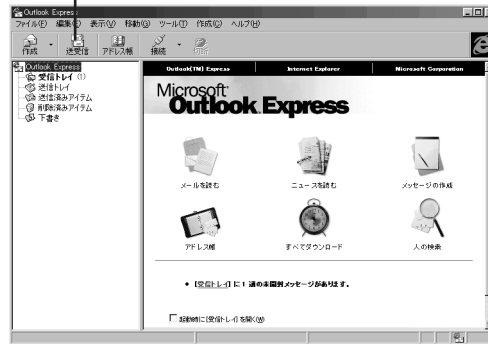 Outlook Express
ファイル(F) 編集(E) 表示(V) 移動(G) ツール(T) 作成(C) ヘルプ(H)
作成 送受信 アドレス帳 接続 切断
Outlook Express
受信トレイ (1)
送信トレイ
送信済みアイテム
削除済みアイテム
下書き
Outlook(TM) Express Internet Explorer Microsoft Corporation
Microsoft
Outlook Express
メールを読む ニュースを読む メッセージの作成
アドレス帳 すべてダウンロード 人の検索
• [受信トレイ] に 1 通の未開封メッセージがあります。
起動時に[受信トレイ]を開く(W)